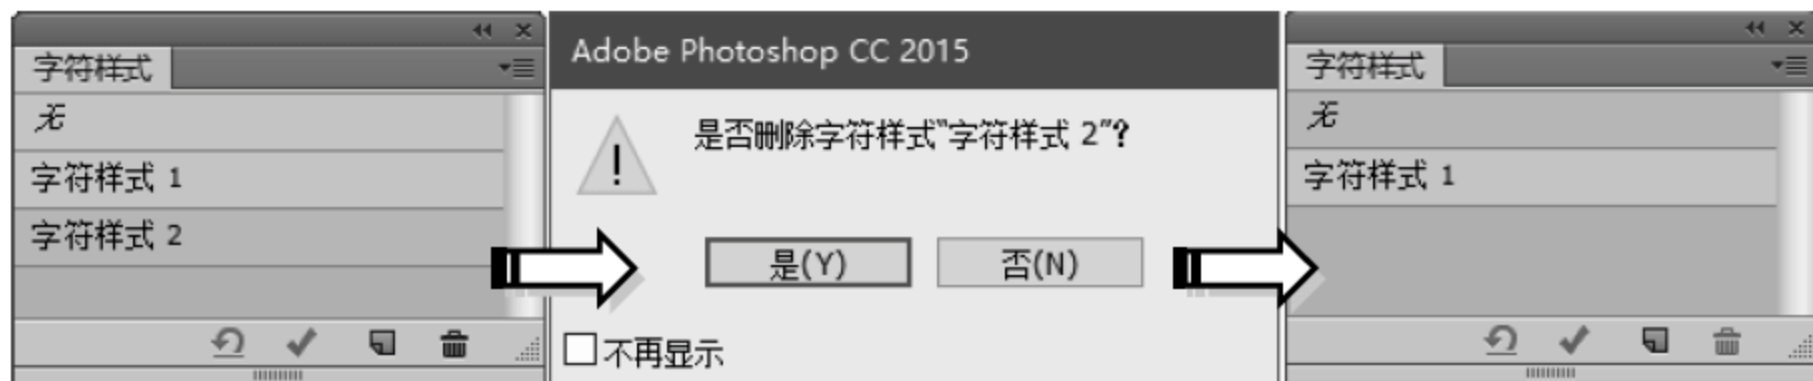 字符样式
无
字符样式 1
字符样式 2
Adobe Photoshop CC 2015
是否删除字符样式“字符样式 2”?
是(Y)
否(N)
不再显示
字符样式
无
字符样式 1